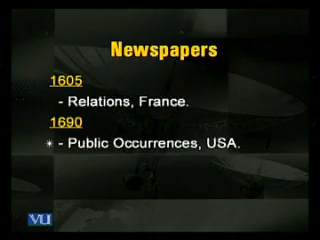 Newspapers
1605
- Relations, France.
1690
* - Public Occurrences, USA.
VU